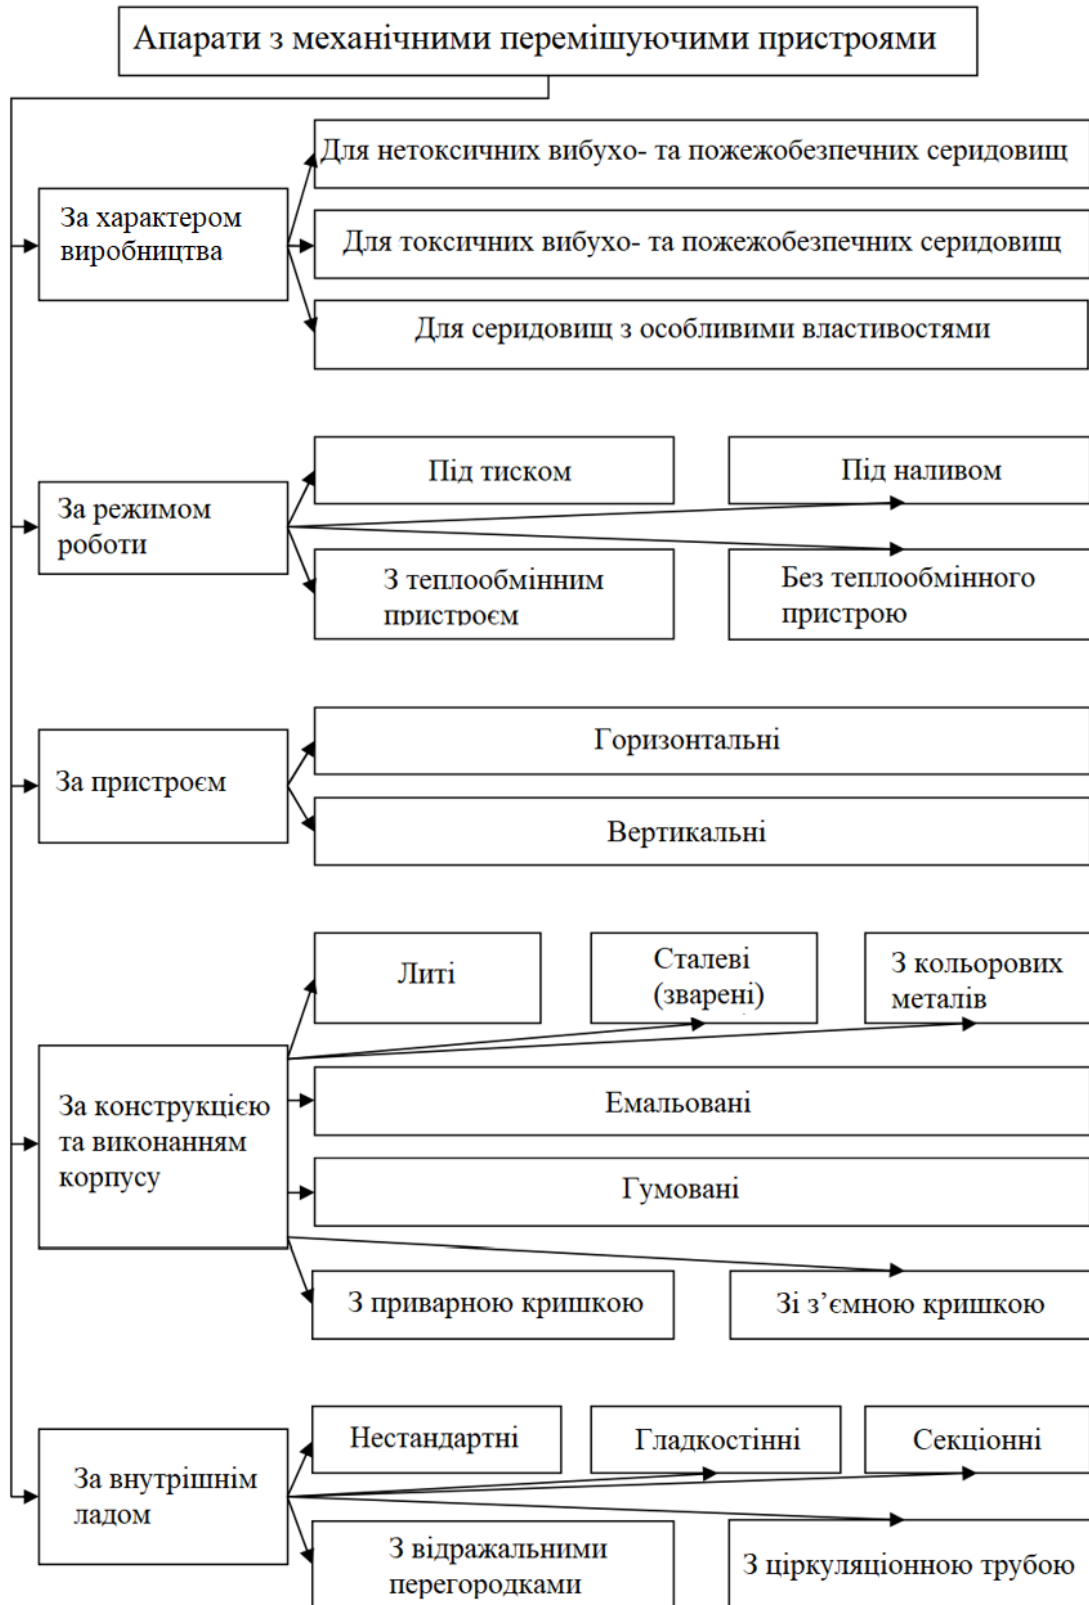 Апарати з механічними перемішуючими пристроями
За характером
виробництва
Для нетоксичних вибухо- та пожежобезпечних серидовищ
Для токсичних вибухо- та пожежобезпечних серидовищ
Для серидовищ з особливими властивостями
За режимом
роботи
Під тиском
Під наливом
З теплообмінним
пристроєм
Без теплообмінного
пристрою
За пристроєм
Горизонтальні
Вертикальні
За конструкцією
та виконанням
корпусу
Литі
Сталеві
(зварені)
З кольорових
металів
Емальовані
Гумовані
З приварною кришкою
Зі з’ємною кришкою
За внутрішнім
ладом
Нестандартні
Гладкостінні
Секціонні
З відражальними
перегородками
З ціркуляціонною трубою